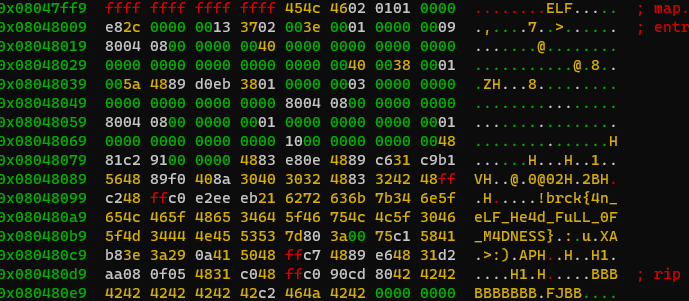 0x08047ff9 ffff ffff ffff ffff 454c 4602 0101 0000 ........ELF..... ; map.
0x08048009 e82c 0000 0013 3702 003e 0001 0000 0009 .,....7..>...... ; entr
0x08048019 8004 0800 0000 0040 0000 0000 0000 0000 .......@........
0x08048029 0000 0000 0000 0000 0000 0040 0038 0001 ...........@.8..
0x08048039 005a 4889 d0eb 3801 0000 0003 0000 0000 .ZH...8.........
0x08048049 0000 0000 0000 0000 0000 8004 0800 0000 ................
0x08048059 8004 0800 0000 0001 0000 0000 0000 0001 ................
0x08048069 0000 0000 0000 0000 1000 0000 0000 0048 ...............H
0x08048079 81c2 9100 0000 4883 e80e 4889 c631 c9b1 ......H...H..1..
0x08048089 5648 89f0 408a 3040 3032 4883 3242 48ff VH..@.0@02H.2BH.
0x08048099 c248 ffc0 e2ee eb21 6272 636b 7b34 6e5f .H.....!brck{4n_
0x080480a9 654c 465f 4865 3464 5f46 754c 4c5f 3046 eLF_He4d_FuLL_0F
0x080480b9 5f4d 3444 4e45 5353 7d80 3a00 75c1 5841 _M4DNESS}.:.u.XA
0x080480c9 b83e 3a29 0a41 5048 ffc7 4889 e648 31d2 .>:).APH..H..H1.
0x080480d9 aa08 0f05 4831 c048 ffc0 90cd 8042 4242 ....H1.H.....BBB ; rip
0x080480e9 4242 4242 4242 42c2 464a 4242 0000 0000 BBBBBBB.FJBB....